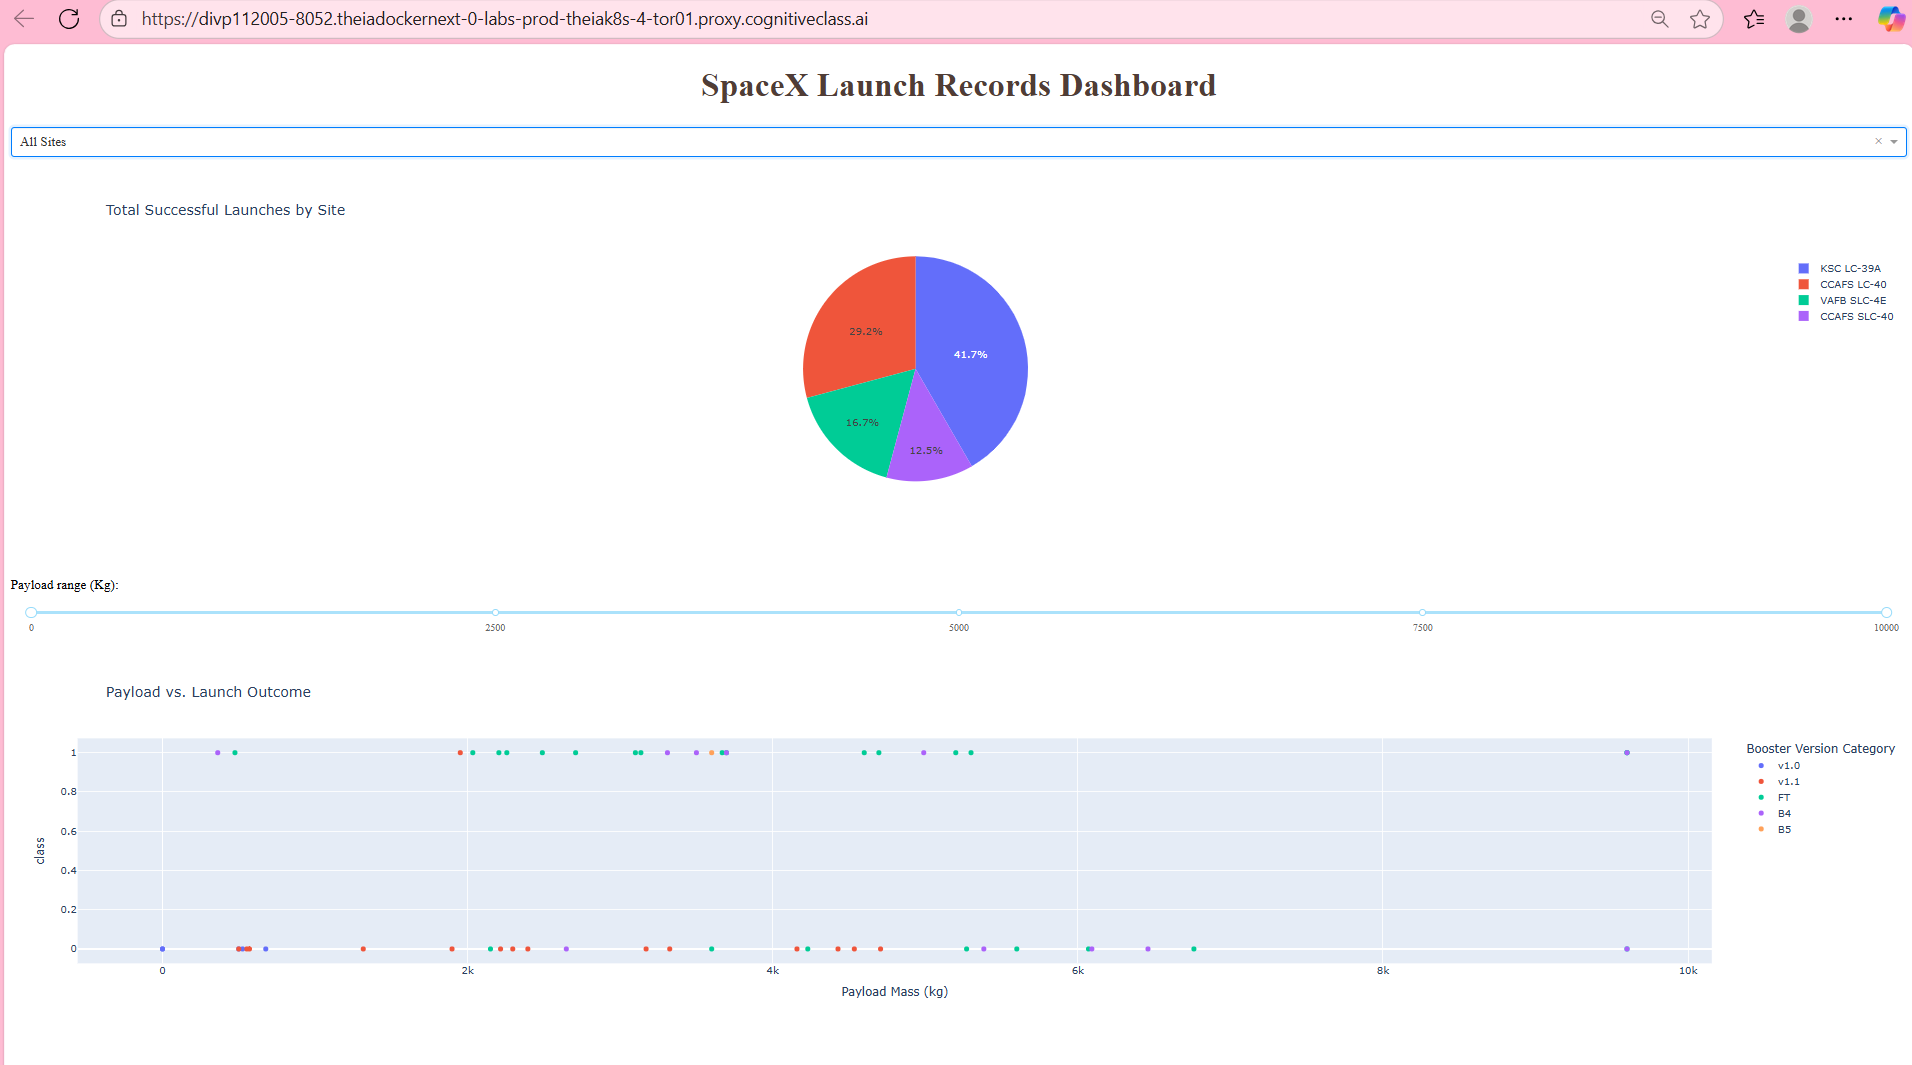 https://divp112005-8052.theiadockernext-0-labs-prod-theiak8s-4-tor01.proxy.cognitiveclass.ai
SpaceX Launch Records Dashboard
All Sites
Total Successful Launches by Site
KSC LC-39A
CCAFS LC-40
VAFB SLC-4E
CCAFS SLC-40
29.2%
41.7%
16.7%
12.5%
Payload range (Kg):
0 2500 5000 7500 10000
Payload vs. Launch Outcome
Booster Version Category
v1.0
v1.1
FT
B4
B5
1
0.8
0.6
0.4
0.2
0
class
0 2k 4k 6k 8k 10k
Payload Mass (kg)